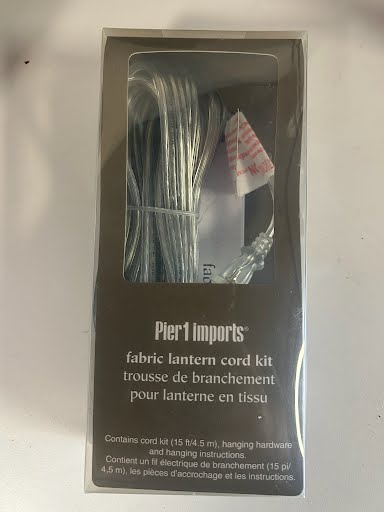 Pier1 imports®
fabric lantern cord kit
trousse de branchement
pour lanterne en tissu
Contains cord kit (15 ft/4.5 m), hanging hardware
and hanging instructions.
Contient un fil électrique de branchement (15 pi/
4,5 m), les pièces d'accrochage et les instructions.